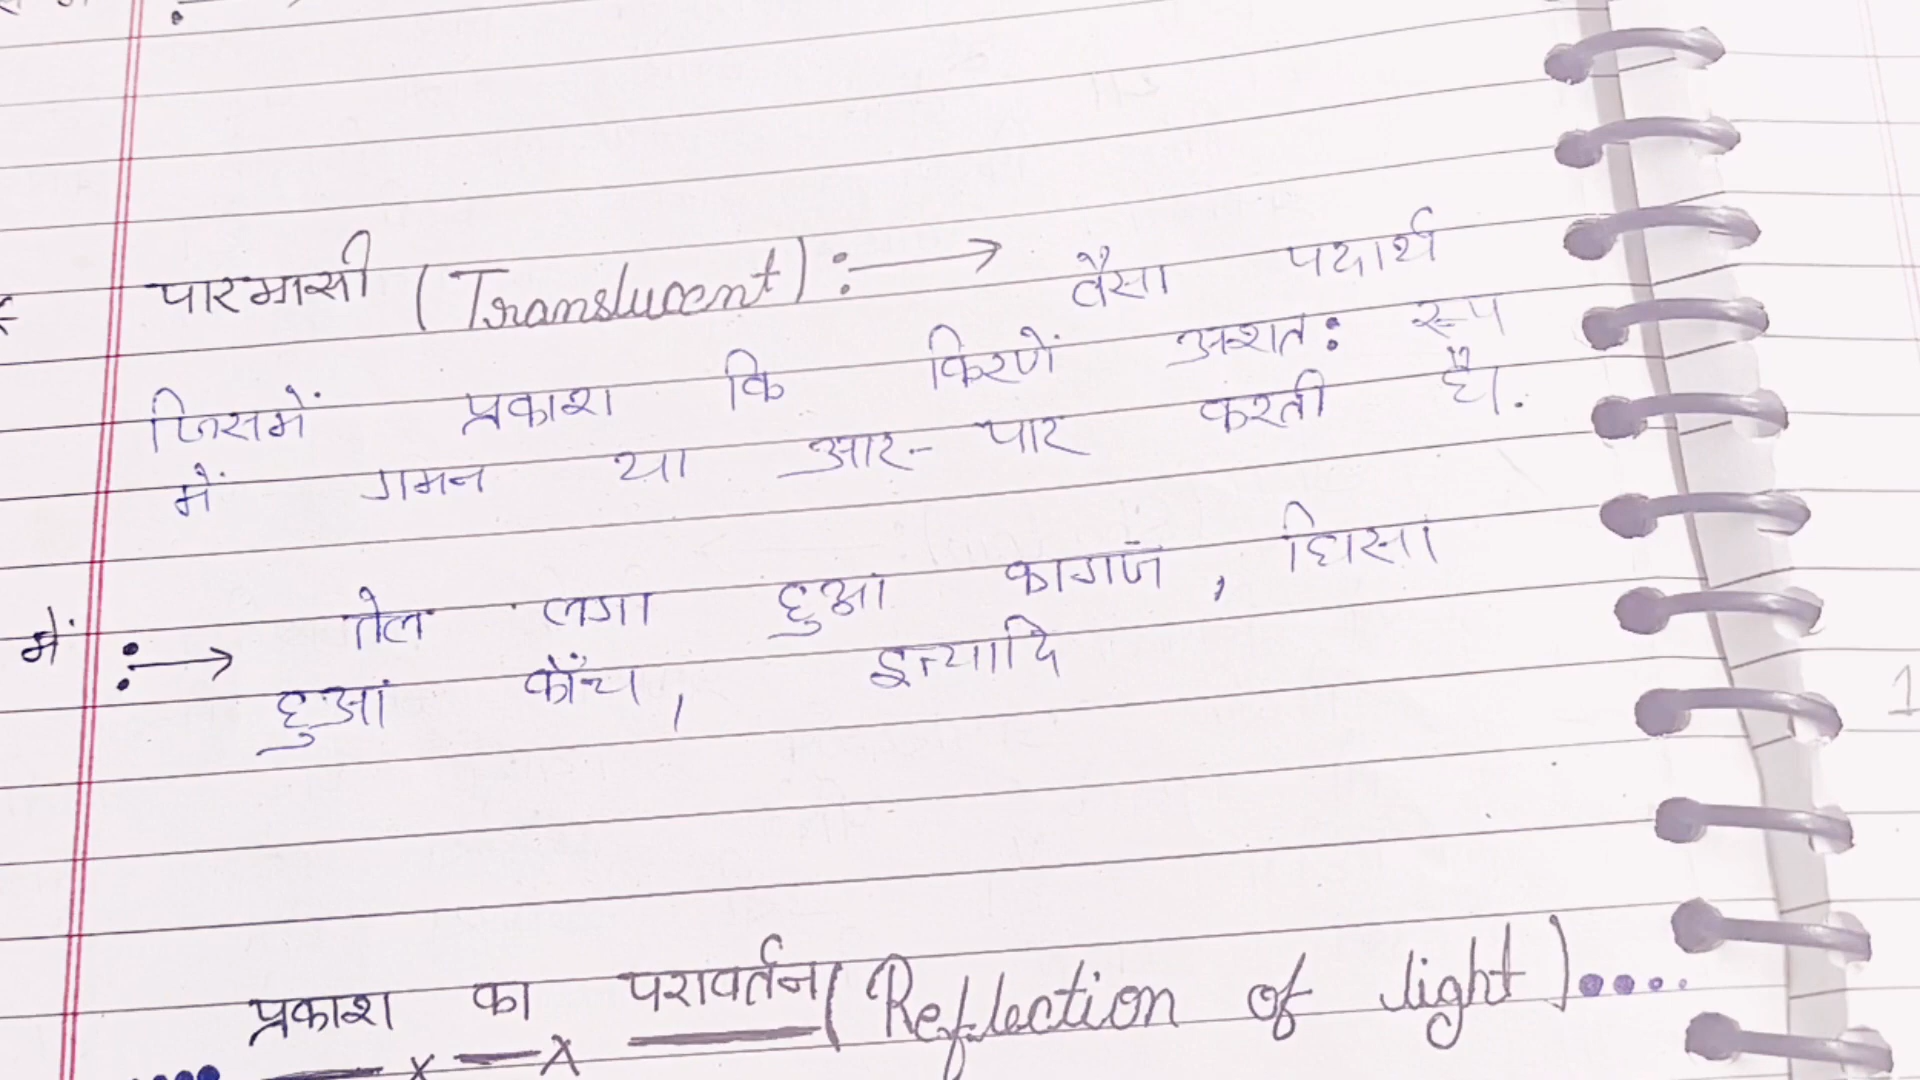 पारभासी (Translucent) :→ वैसा पदार्थ
जिसमें प्रकाश कि किरणें अंशत: रूप
में गमन या आर-पार करती है।.
में :→ तेल लगा हुआ कागज , घिसा
हुआ काँच , इत्यादि
प्रकाश का परावर्तन (Reflection of light)....